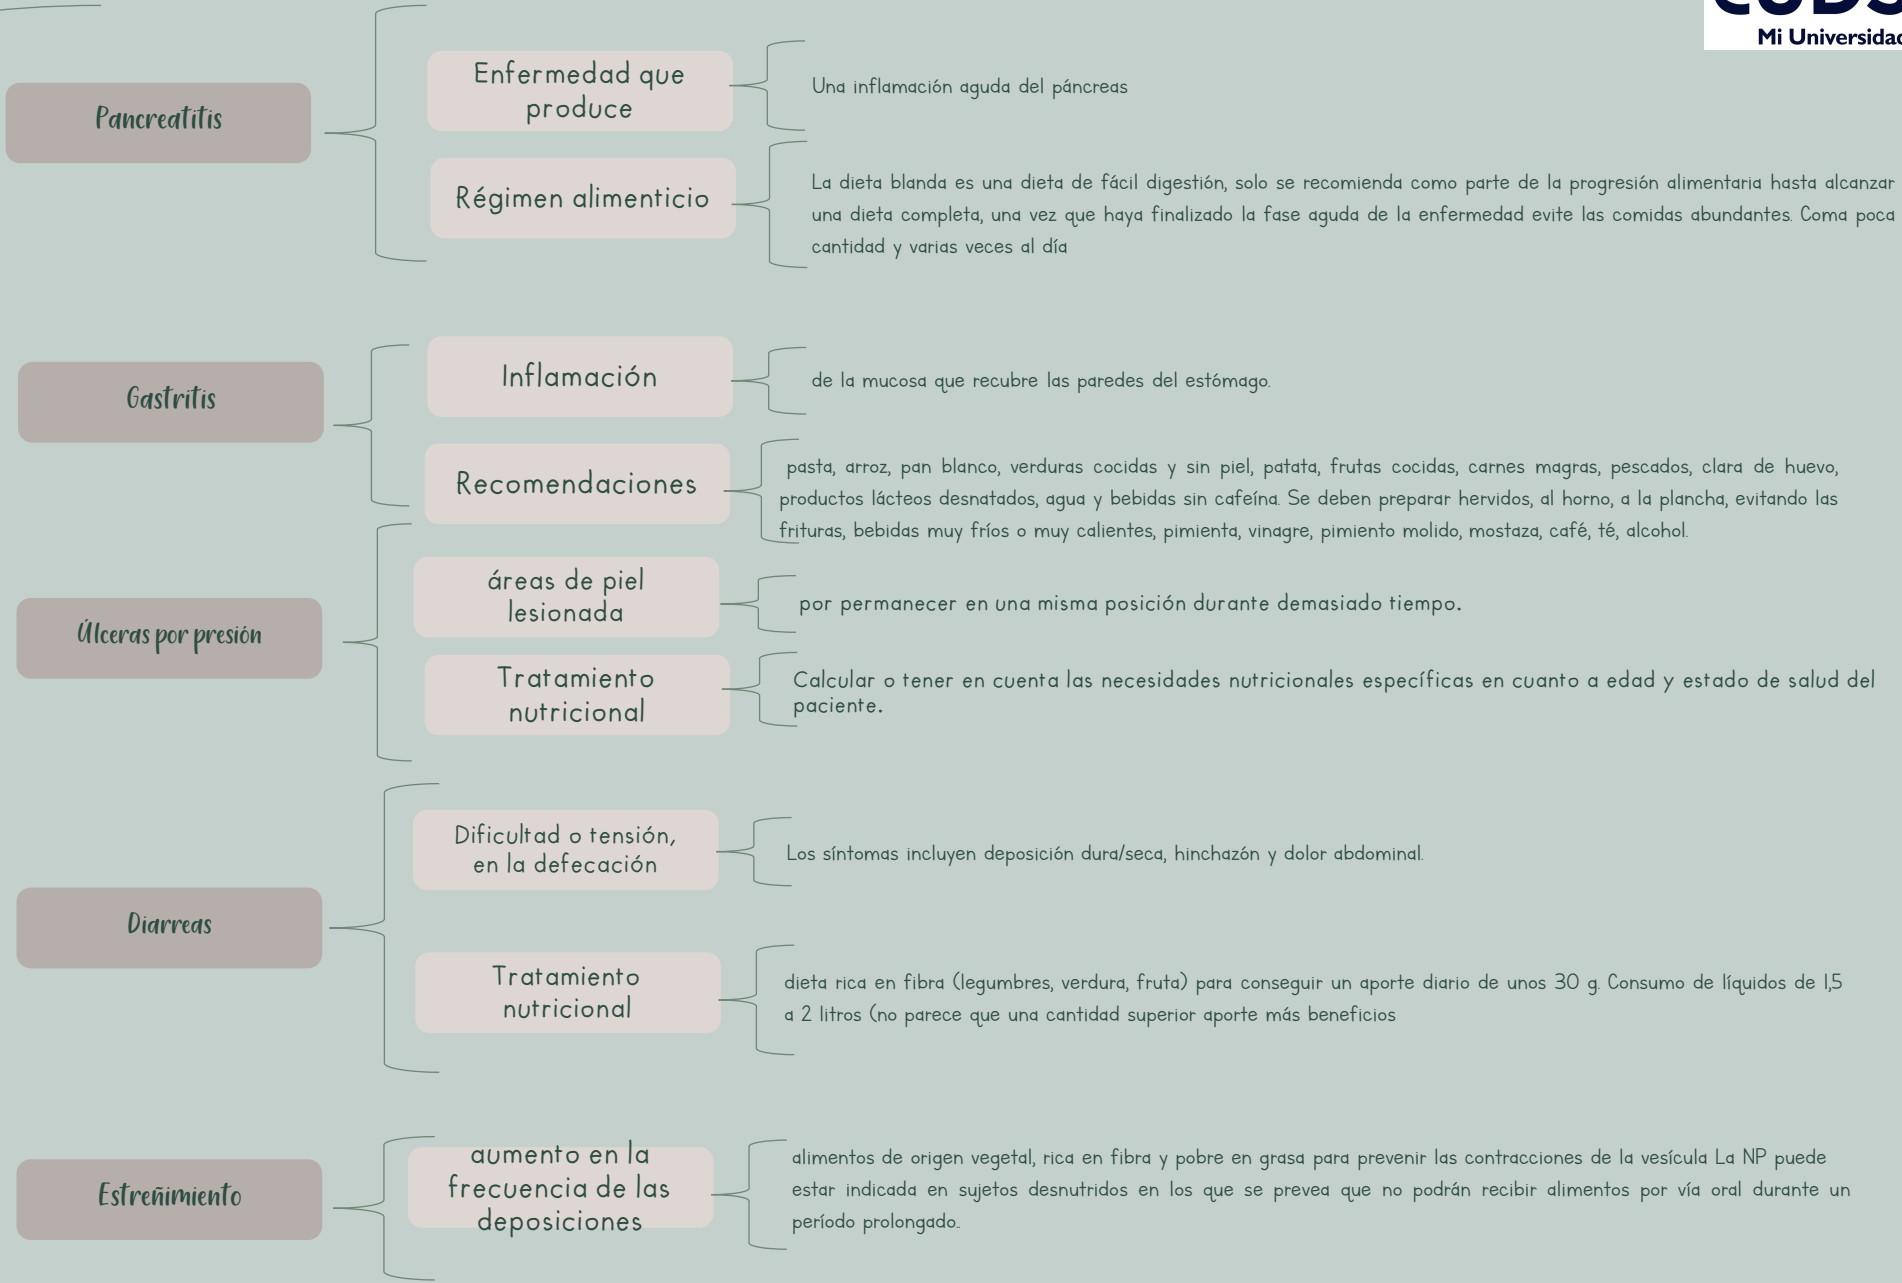 Mi Universidad
Pancreatitis
Enfermedad que
produce
Una inflamación aguda del páncreas
Régimen alimenticio
La dieta blanda es una dieta de fácil digestión, solo se recomienda como parte de la progresión alimentaria hasta alcanzar
una dieta completa, una vez que haya finalizado la fase aguda de la enfermedad evite las comidas abundantes. Coma poca
cantidad y varias veces al día
Gastritis
Inflamación
de la mucosa que recubre las paredes del estómago.
Recomendaciones
pasta, arroz, pan blanco, verduras cocidas y sin piel, patata, frutas cocidas, carnes magras, pescados, clara de huevo,
productos lácteos desnatados, agua y bebidas sin cafeína. Se deben preparar hervidos, al horno, a la plancha, evitando las
frituras, bebidas muy fríos o muy calientes, pimienta, vinagre, pimiento molido, mostaza, café, té, alcohol.
Úlceras por presión
áreas de piel
lesionada
por permanecer en una misma posición durante demasiado tiempo.
Tratamiento
nutricional
Calcular o tener en cuenta las necesidades nutricionales específicas en cuanto a edad y estado de salud del
paciente.
Diarreas
Dificultad o tensión,
en la defecación
Los síntomas incluyen deposición dura/seca, hinchazón y dolor abdominal.
Tratamiento
nutricional
dieta rica en fibra (legumbres, verdura, fruta) para conseguir un aporte diario de unos 30 g. Consumo de líquidos de 1,5
a 2 litros (no parece que una cantidad superior aporte más beneficios
Estreñimiento
aumento en la
frecuencia de las
deposiciones
alimentos de origen vegetal, rica en fibra y pobre en grasa para prevenir las contracciones de la vesícula La NP puede
estar indicada en sujetos desnutridos en los que se prevea que no podrán recibir alimentos por vía oral durante un
período prolongado..